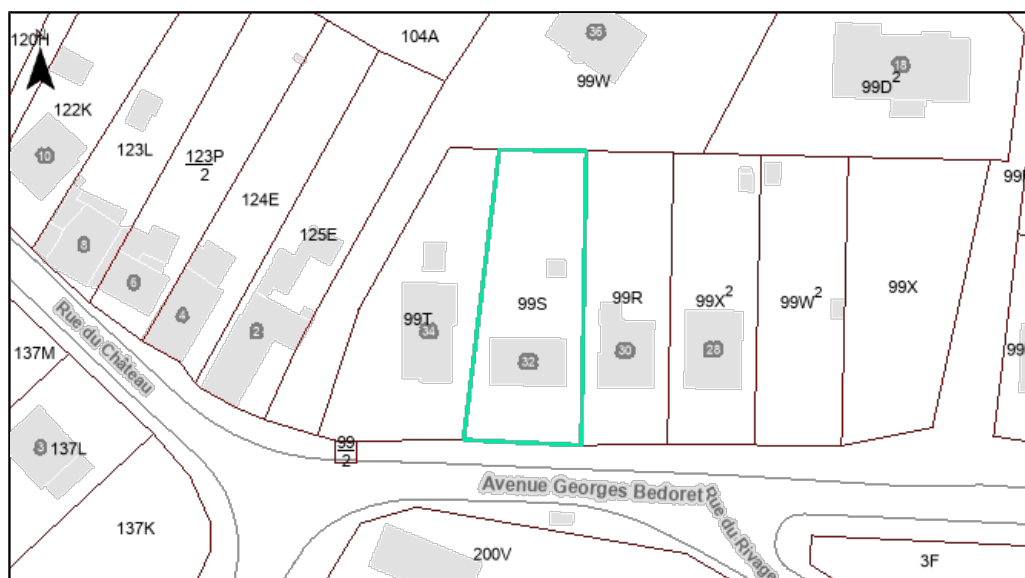 120H
N
104A
36
99W
18
99D²
122K
10
123L
123P
2
124E
125E
8
6
4
2
99T
34
99S
32
99R
30
99X²
28
99W²
99X
99
2
Rue du Château
137M
137L
137K
Avenue Georges Bedoret
Rue du Rivage
200V
3F